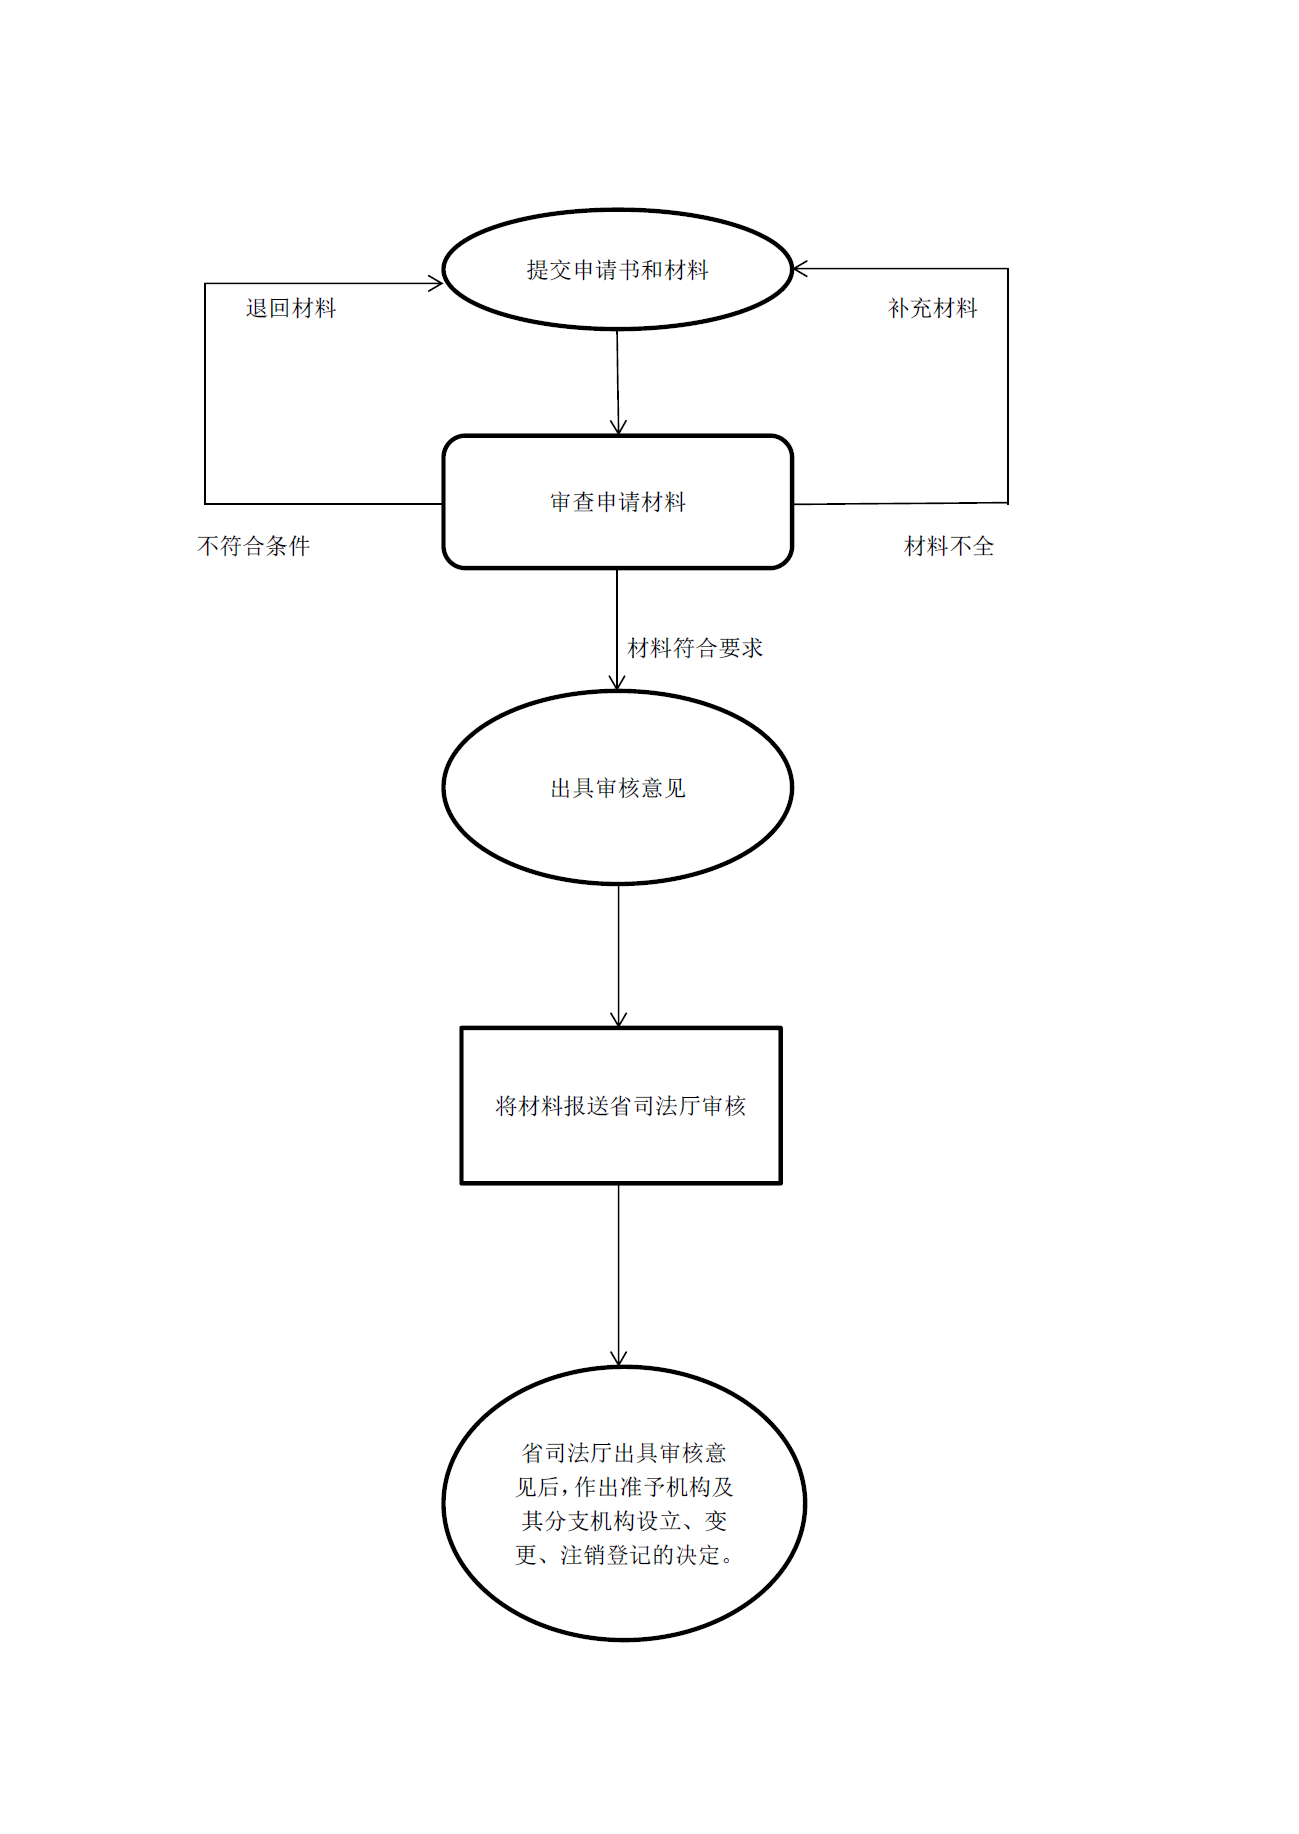 提交申请书和材料
退回材料
补充材料
审查申请材料
不符合条件
材料不全
材料符合要求
出具审核意见
将材料报送省司法厅审核
省司法厅出具审核意
见后，作出准予机构及
其分支机构设立、变
更、注销登记的决定。